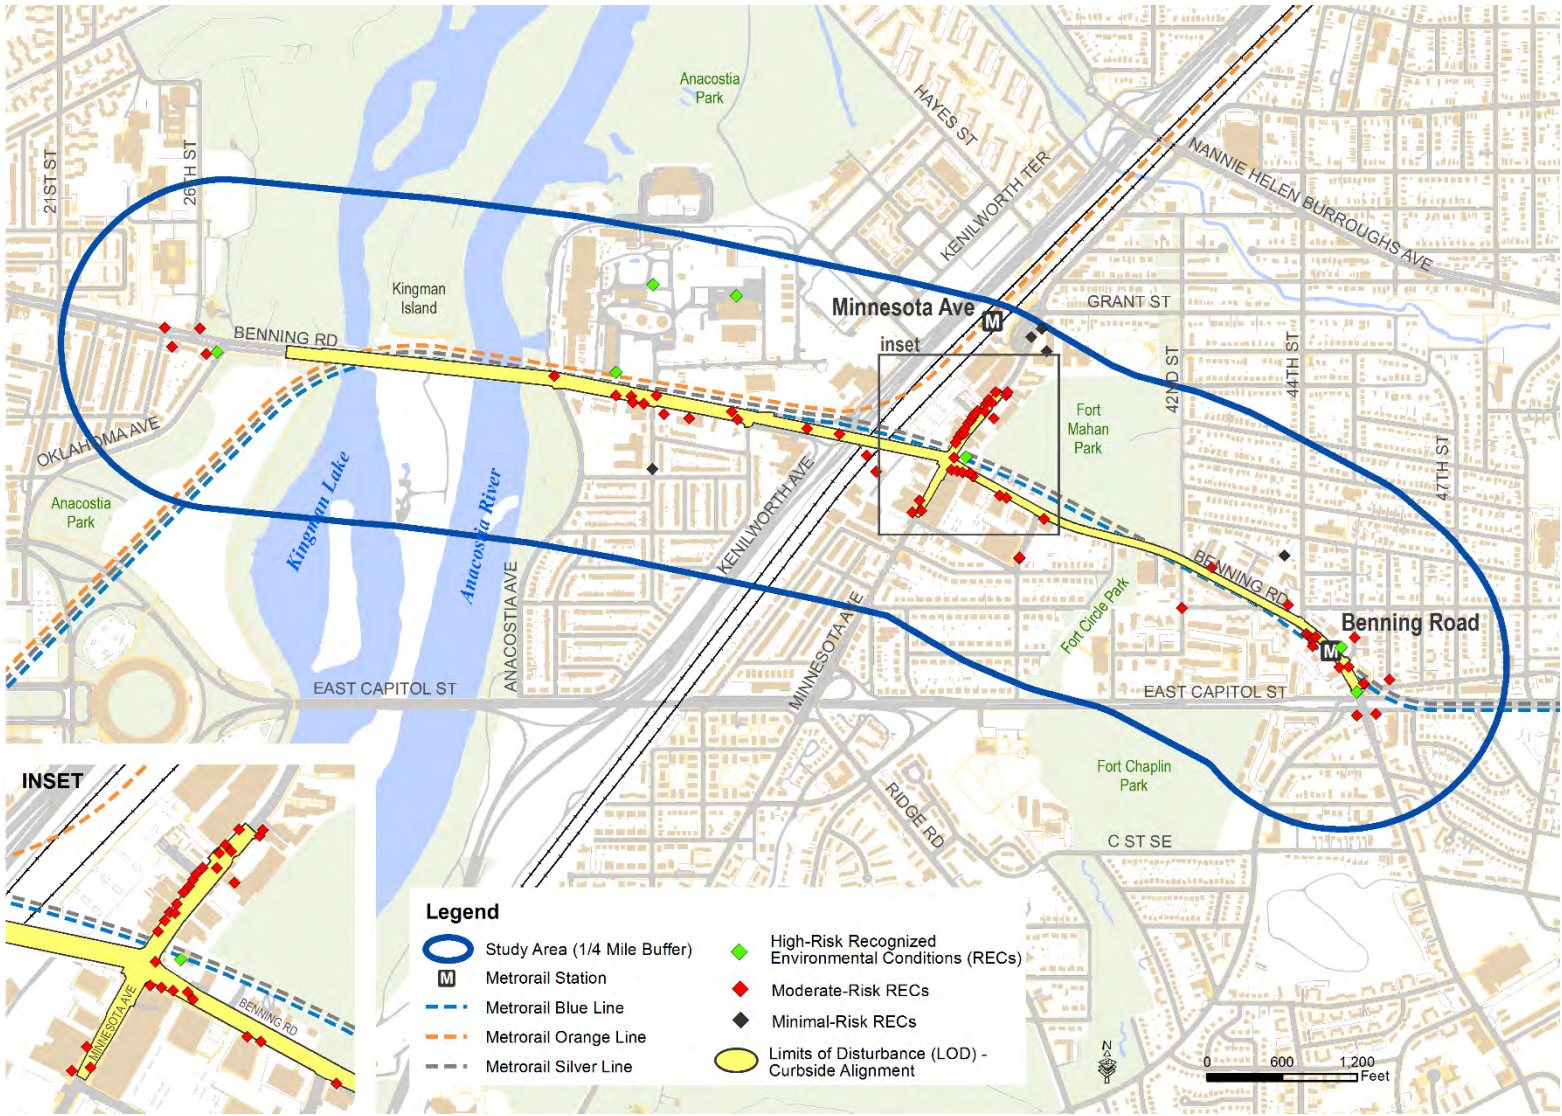 Anacostia
Park
HAYES ST
21ST ST
26TH ST
KENILWORTH TER
NANNIE HELEN BURROUGHS AVE
Kingman
Island
GRANT ST
Minnesota Ave
M
BENNING RD
inset
42ND ST
44TH ST
Fort
Mahan
Park
OKLAHOMA AVE
47TH ST
Anacostia
Park
Kingman Lake
Anacostia River
KENILWORTH AVE
ANACOSTIA AVE
BENNING RD
Fort Circle Park
MINNESOTA AVE
Benning Road
M
EAST CAPITOL ST
EAST CAPITOL ST
Fort Chaplin
Park
RIDGE RD
C ST SE
INSET
MINNESOTA AVE
BENNING RD
Legend
Study Area (1/4 Mile Buffer)
M Metrorail Station
Metrorail Blue Line
Metrorail Orange Line
Metrorail Silver Line
High-Risk Recognized
Environmental Conditions (RECs)
Moderate-Risk RECs
Minimal-Risk RECs
Limits of Disturbance (LOD) -
Curbside Alignment
N
0 600 1,200
Feet